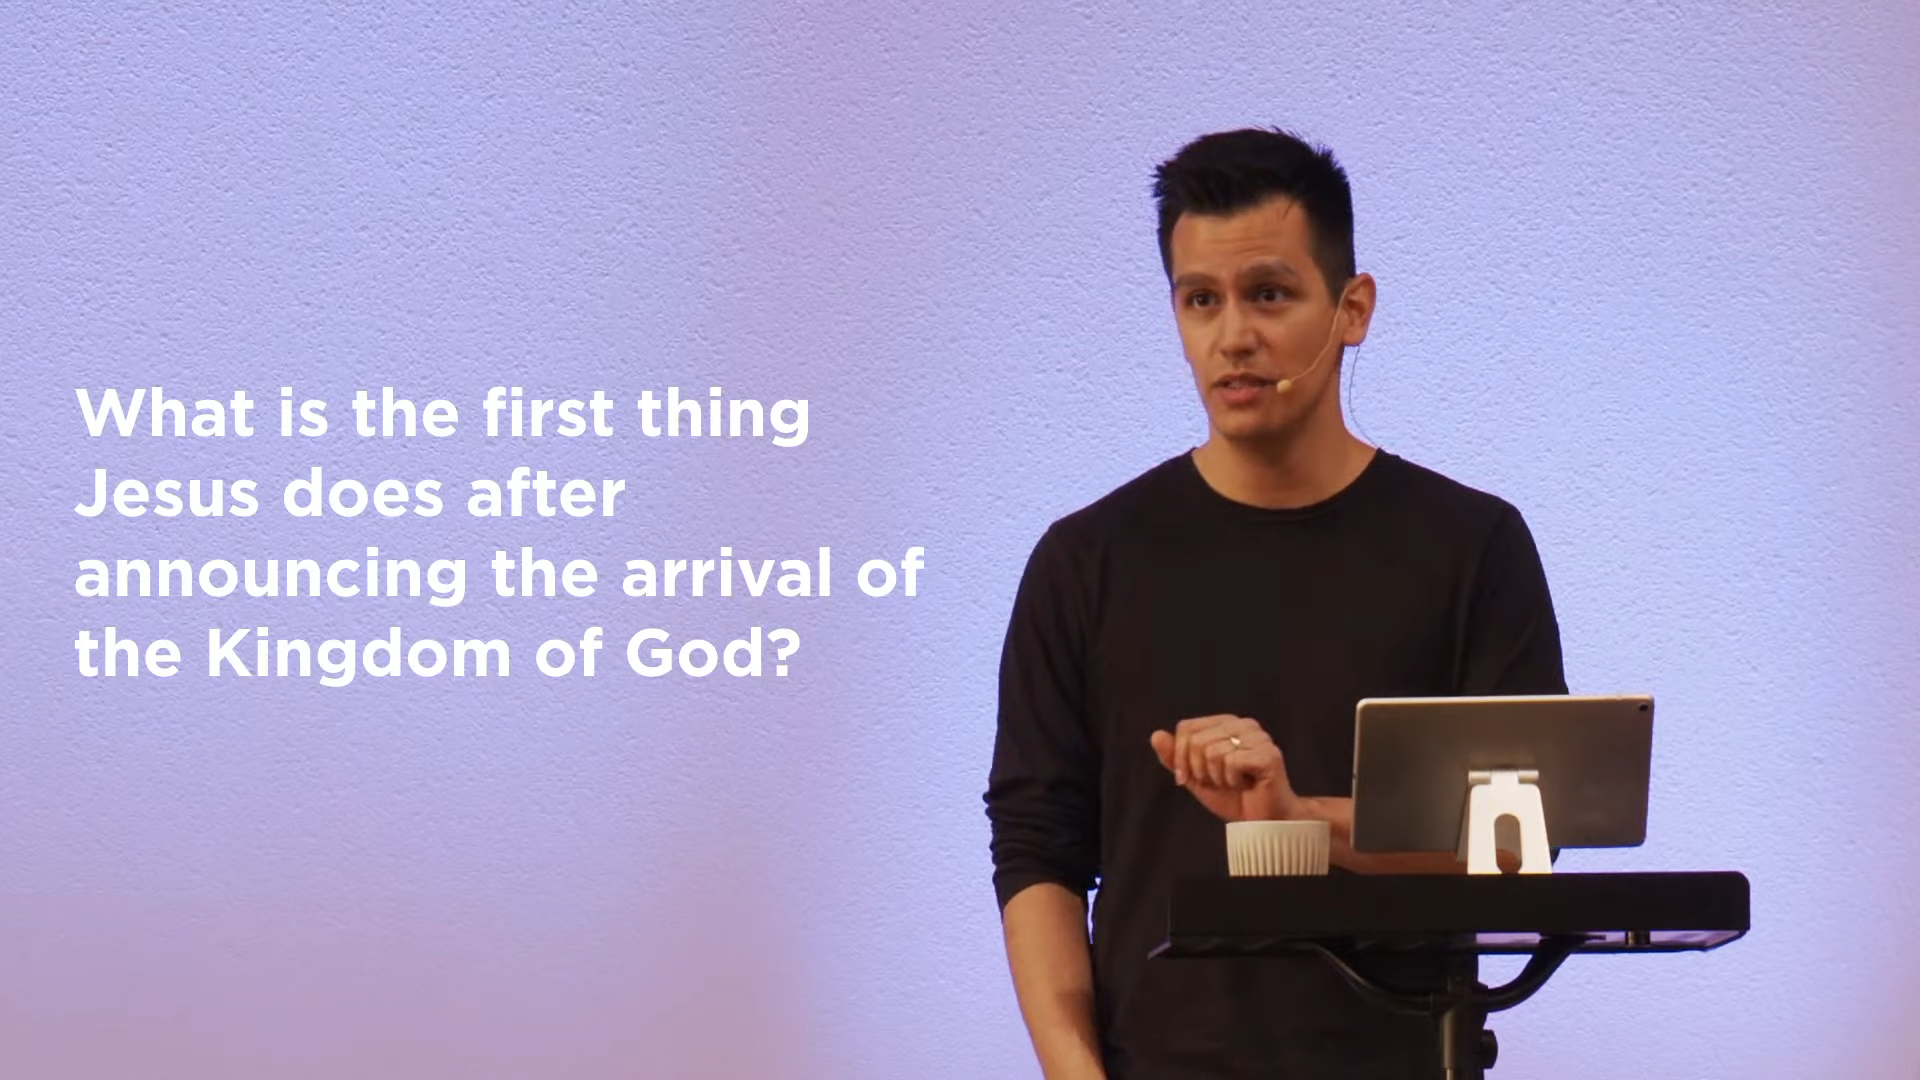 What is the first thing
Jesus does after
announcing the arrival of
the Kingdom of God?